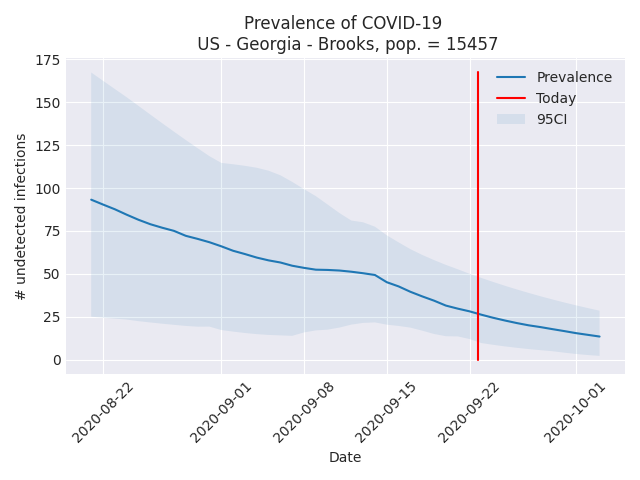 Prevalence of COVID-19
US - Georgia - Brooks, pop. = 15457
175
150
125
100
75
50
25
0
# undetected infections
Prevalence
Today
95CI
2020-08-22
2020-09-01
2020-09-08
2020-09-15
2020-09-22
2020-10-01
Date